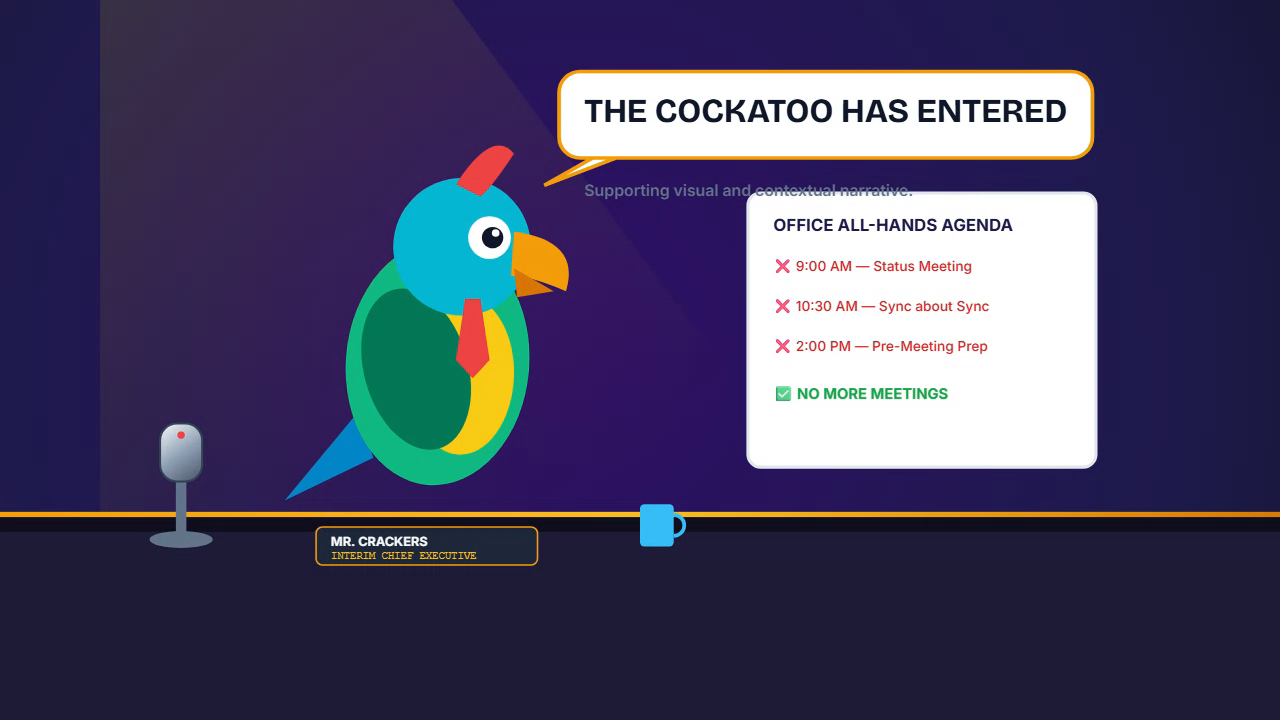 THE COCKATOO HAS ENTERED
Supporting visual and contextual narrative.
OFFICE ALL-HANDS AGENDA
❌ 9:00 AM — Status Meeting
❌ 10:30 AM — Sync about Sync
❌ 2:00 PM — Pre-Meeting Prep
✅ NO MORE MEETINGS
MR. CRACKERS
INTERIM CHIEF EXECUTIVE